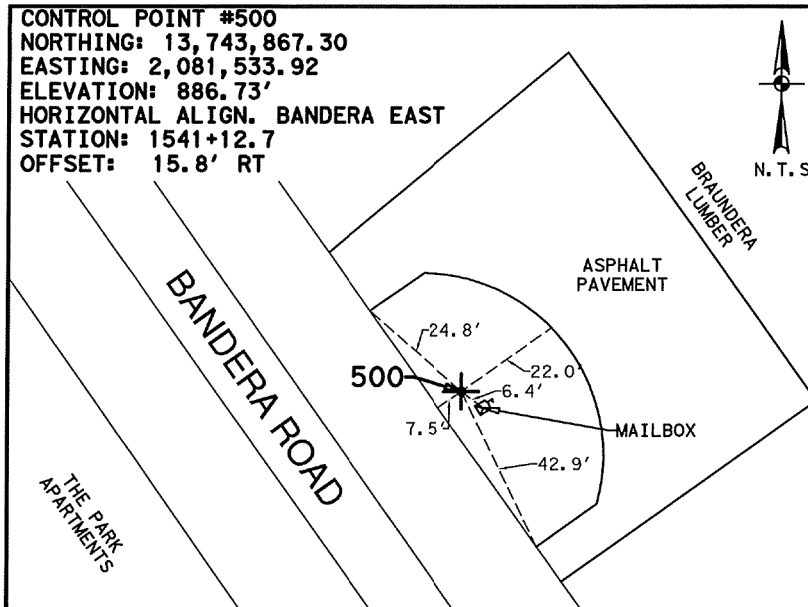 CONTROL POINT #500
NORTHING: 13,743,867.30
EASTING: 2,081,533.92
ELEVATION: 886.73'
HORIZONTAL ALIGN. BANDERA EAST
STATION: 1541+12.7
OFFSET: 15.8' RT
N.T.S
BRAUNDERA
LUMBER
ASPHALT
PAVEMENT
BANDERA ROAD
24.8'
500
22.0'
6.4'
7.5'
MAILBOX
42.9'
THE PARK
APARTMENTS